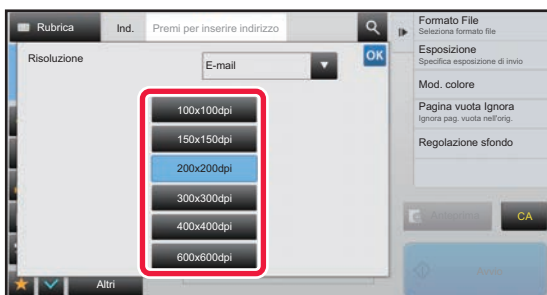 Rubrica
Ind.
Premi per inserire indirizzo
Risoluzione
E-mail
OK
100x100dpi
150x150dpi
200x200dpi
300x300dpi
400x400dpi
600x600dpi
Altri
Formato File
Seleziona formato file
Esposizione
Specifica esposizione di invio
Mod. colore
Pagina vuota Ignora
Ignora pag. vuota nell'orig.
Regolazione sfondo
CA